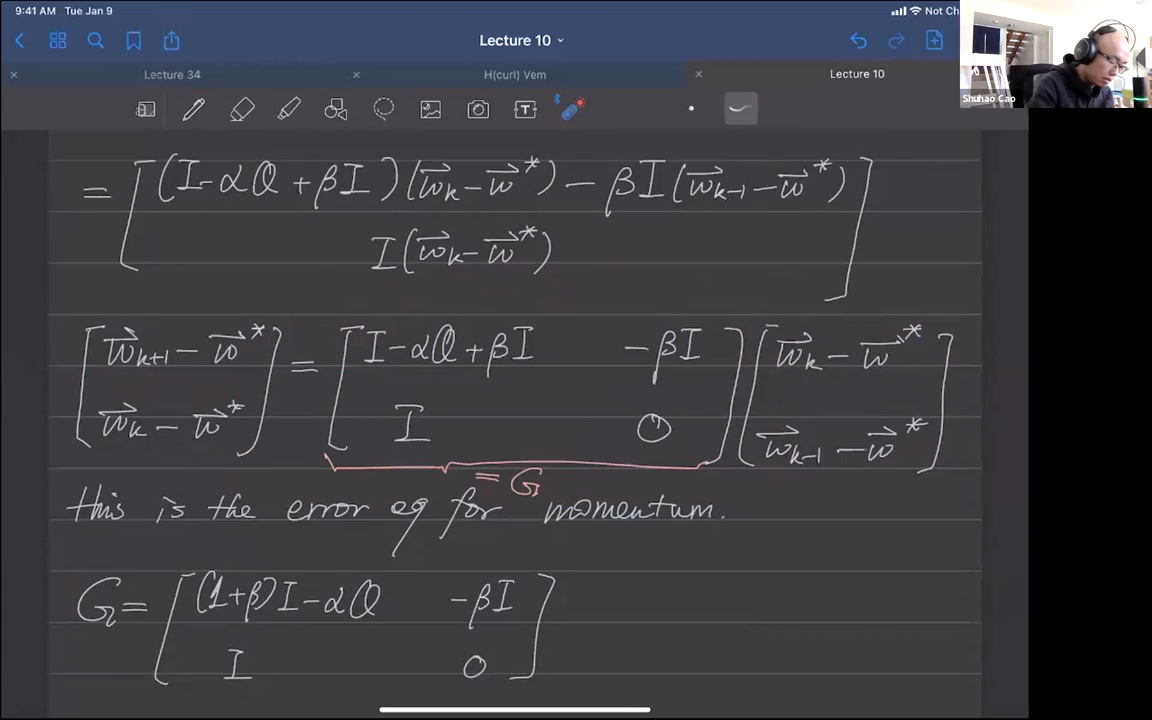 9:41 AM Tue Jan 9
Not Ch
Lecture 10
Lecture 34
H(curl) Vem
Lecture 10
Shuhao Cao
= [ (I-αQ+βI)(w⃗ₖ-w⃗*) - βI(w⃗ₖ₋₁-w⃗*)
I(w⃗ₖ-w⃗*) ]
[ w⃗ₖ₊₁-w⃗* = [ I-αQ+βI -βI ] [ w⃗ₖ-w⃗*
w⃗ₖ-w⃗* ] I 0 w⃗ₖ₋₁-w⃗* ]
= G
this is the error eq for momentum.
G = [ (1+β)I-αQ -βI
I 0 ]